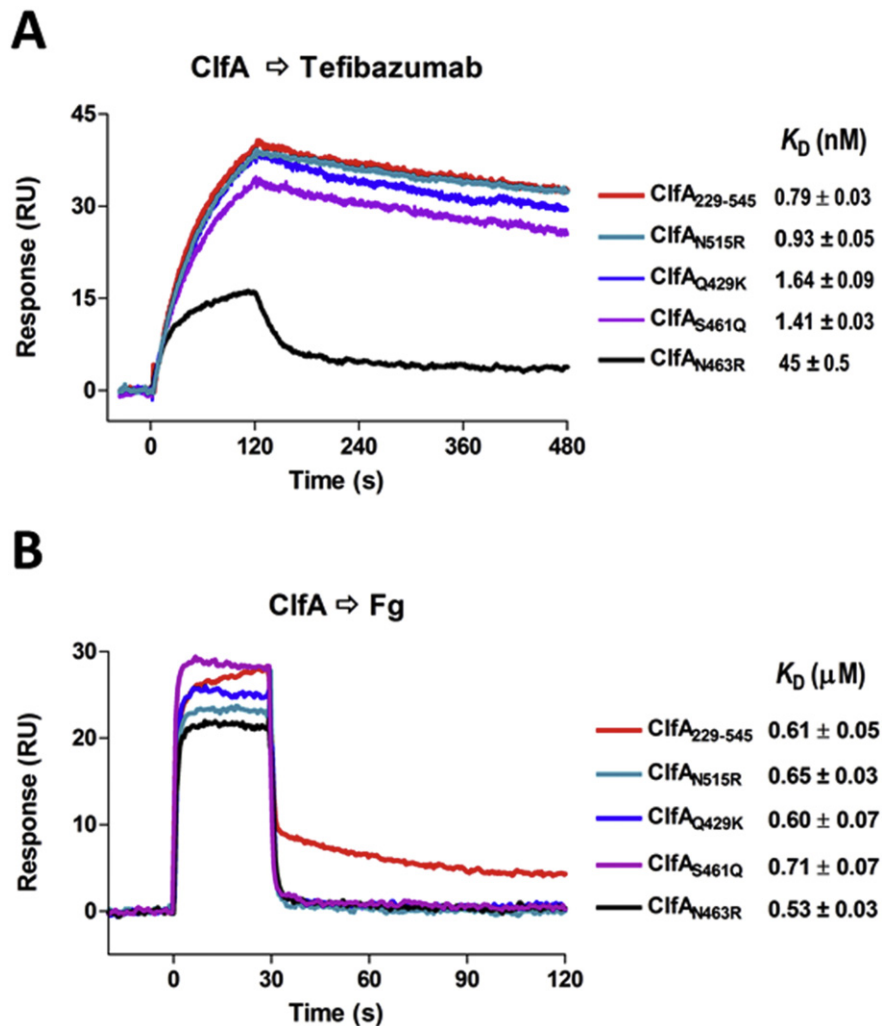 A
ClfA ⇨ Tefibazumab
45
30
15
0
Response (RU)
0 120 240 360 480
Time (s)
K_D (nM)
ClfA229-545 0.79 ± 0.03
ClfAN515R 0.93 ± 0.05
ClfAQ429K 1.64 ± 0.09
ClfAS461Q 1.41 ± 0.03
ClfAN463R 45 ± 0.5
B
ClfA ⇨ Fg
30
20
10
0
Response (RU)
0 30 60 90 120
Time (s)
K_D (μM)
ClfA229-545 0.61 ± 0.05
ClfAN515R 0.65 ± 0.03
ClfAQ429K 0.60 ± 0.07
ClfAS461Q 0.71 ± 0.07
ClfAN463R 0.53 ± 0.03